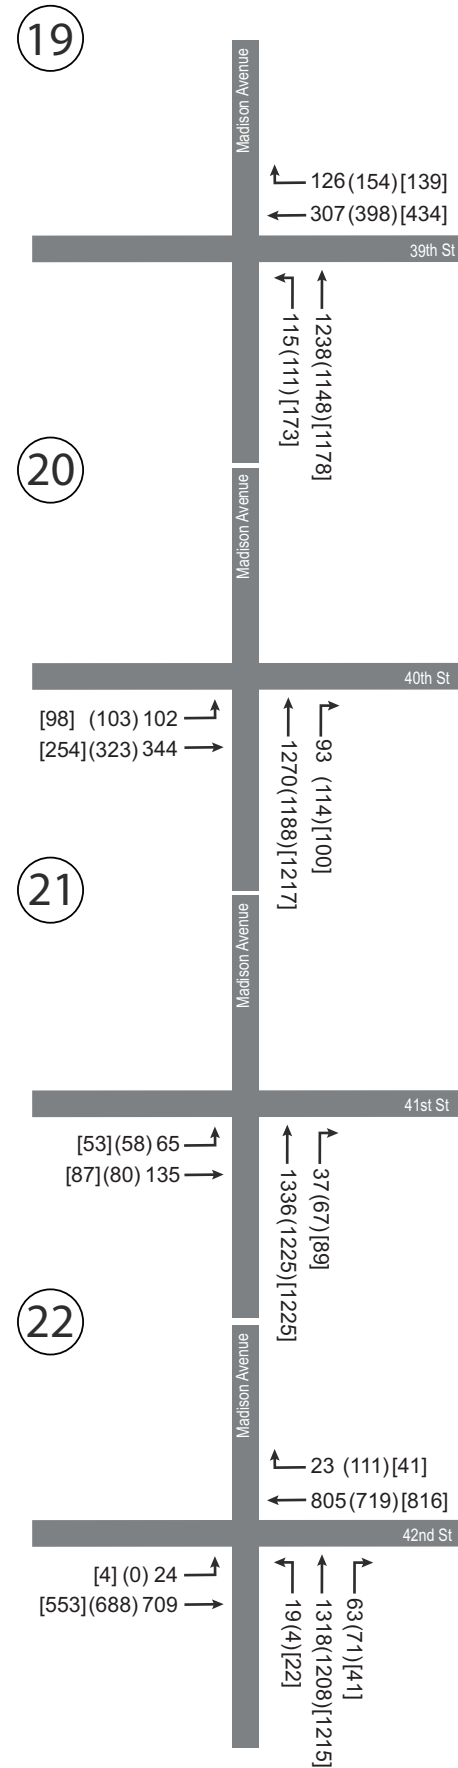 19
Madison Avenue
126 (154) [139]
307 (398) [434]
39th St
115 (111) [173]
1238 (1148) [1178]
20
Madison Avenue
40th St
[98] (103) 102
[254] (323) 344
1270 (1188) [1217]
93 (114) [100]
21
Madison Avenue
41st St
[53] (58) 65
[87] (80) 135
1336 (1225) [1225]
37 (67) [89]
22
Madison Avenue
23 (111) [41]
805 (719) [816]
42nd St
[4] (0) 24
[553] (688) 709
19 (4) [22]
1318 (1208) [1215]
63 (71) [41]